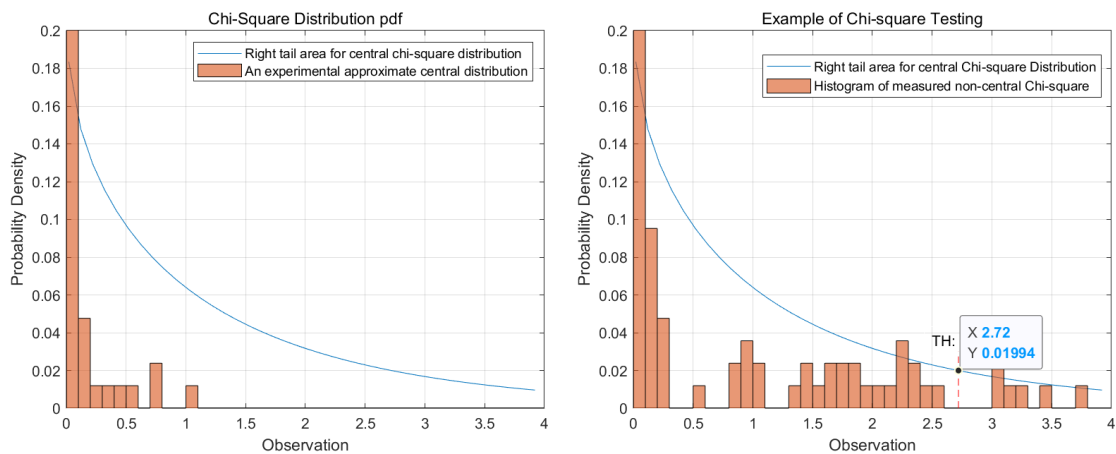 Chi-Square Distribution pdf
Right tail area for central chi-square distribution
An experimental approximate central distribution
Probability Density
0.2
0.18
0.16
0.14
0.12
0.1
0.08
0.06
0.04
0.02
0
0 0.5 1 1.5 2 2.5 3 3.5 4
Observation
Example of Chi-square Testing
Right tail area for central Chi-square Distribution
Histogram of measured non-central Chi-square
Probability Density
0.2
0.18
0.16
0.14
0.12
0.1
0.08
0.06
0.04
0.02
0
TH:
X 2.72
Y 0.01994
0 0.5 1 1.5 2 2.5 3 3.5 4
Observation